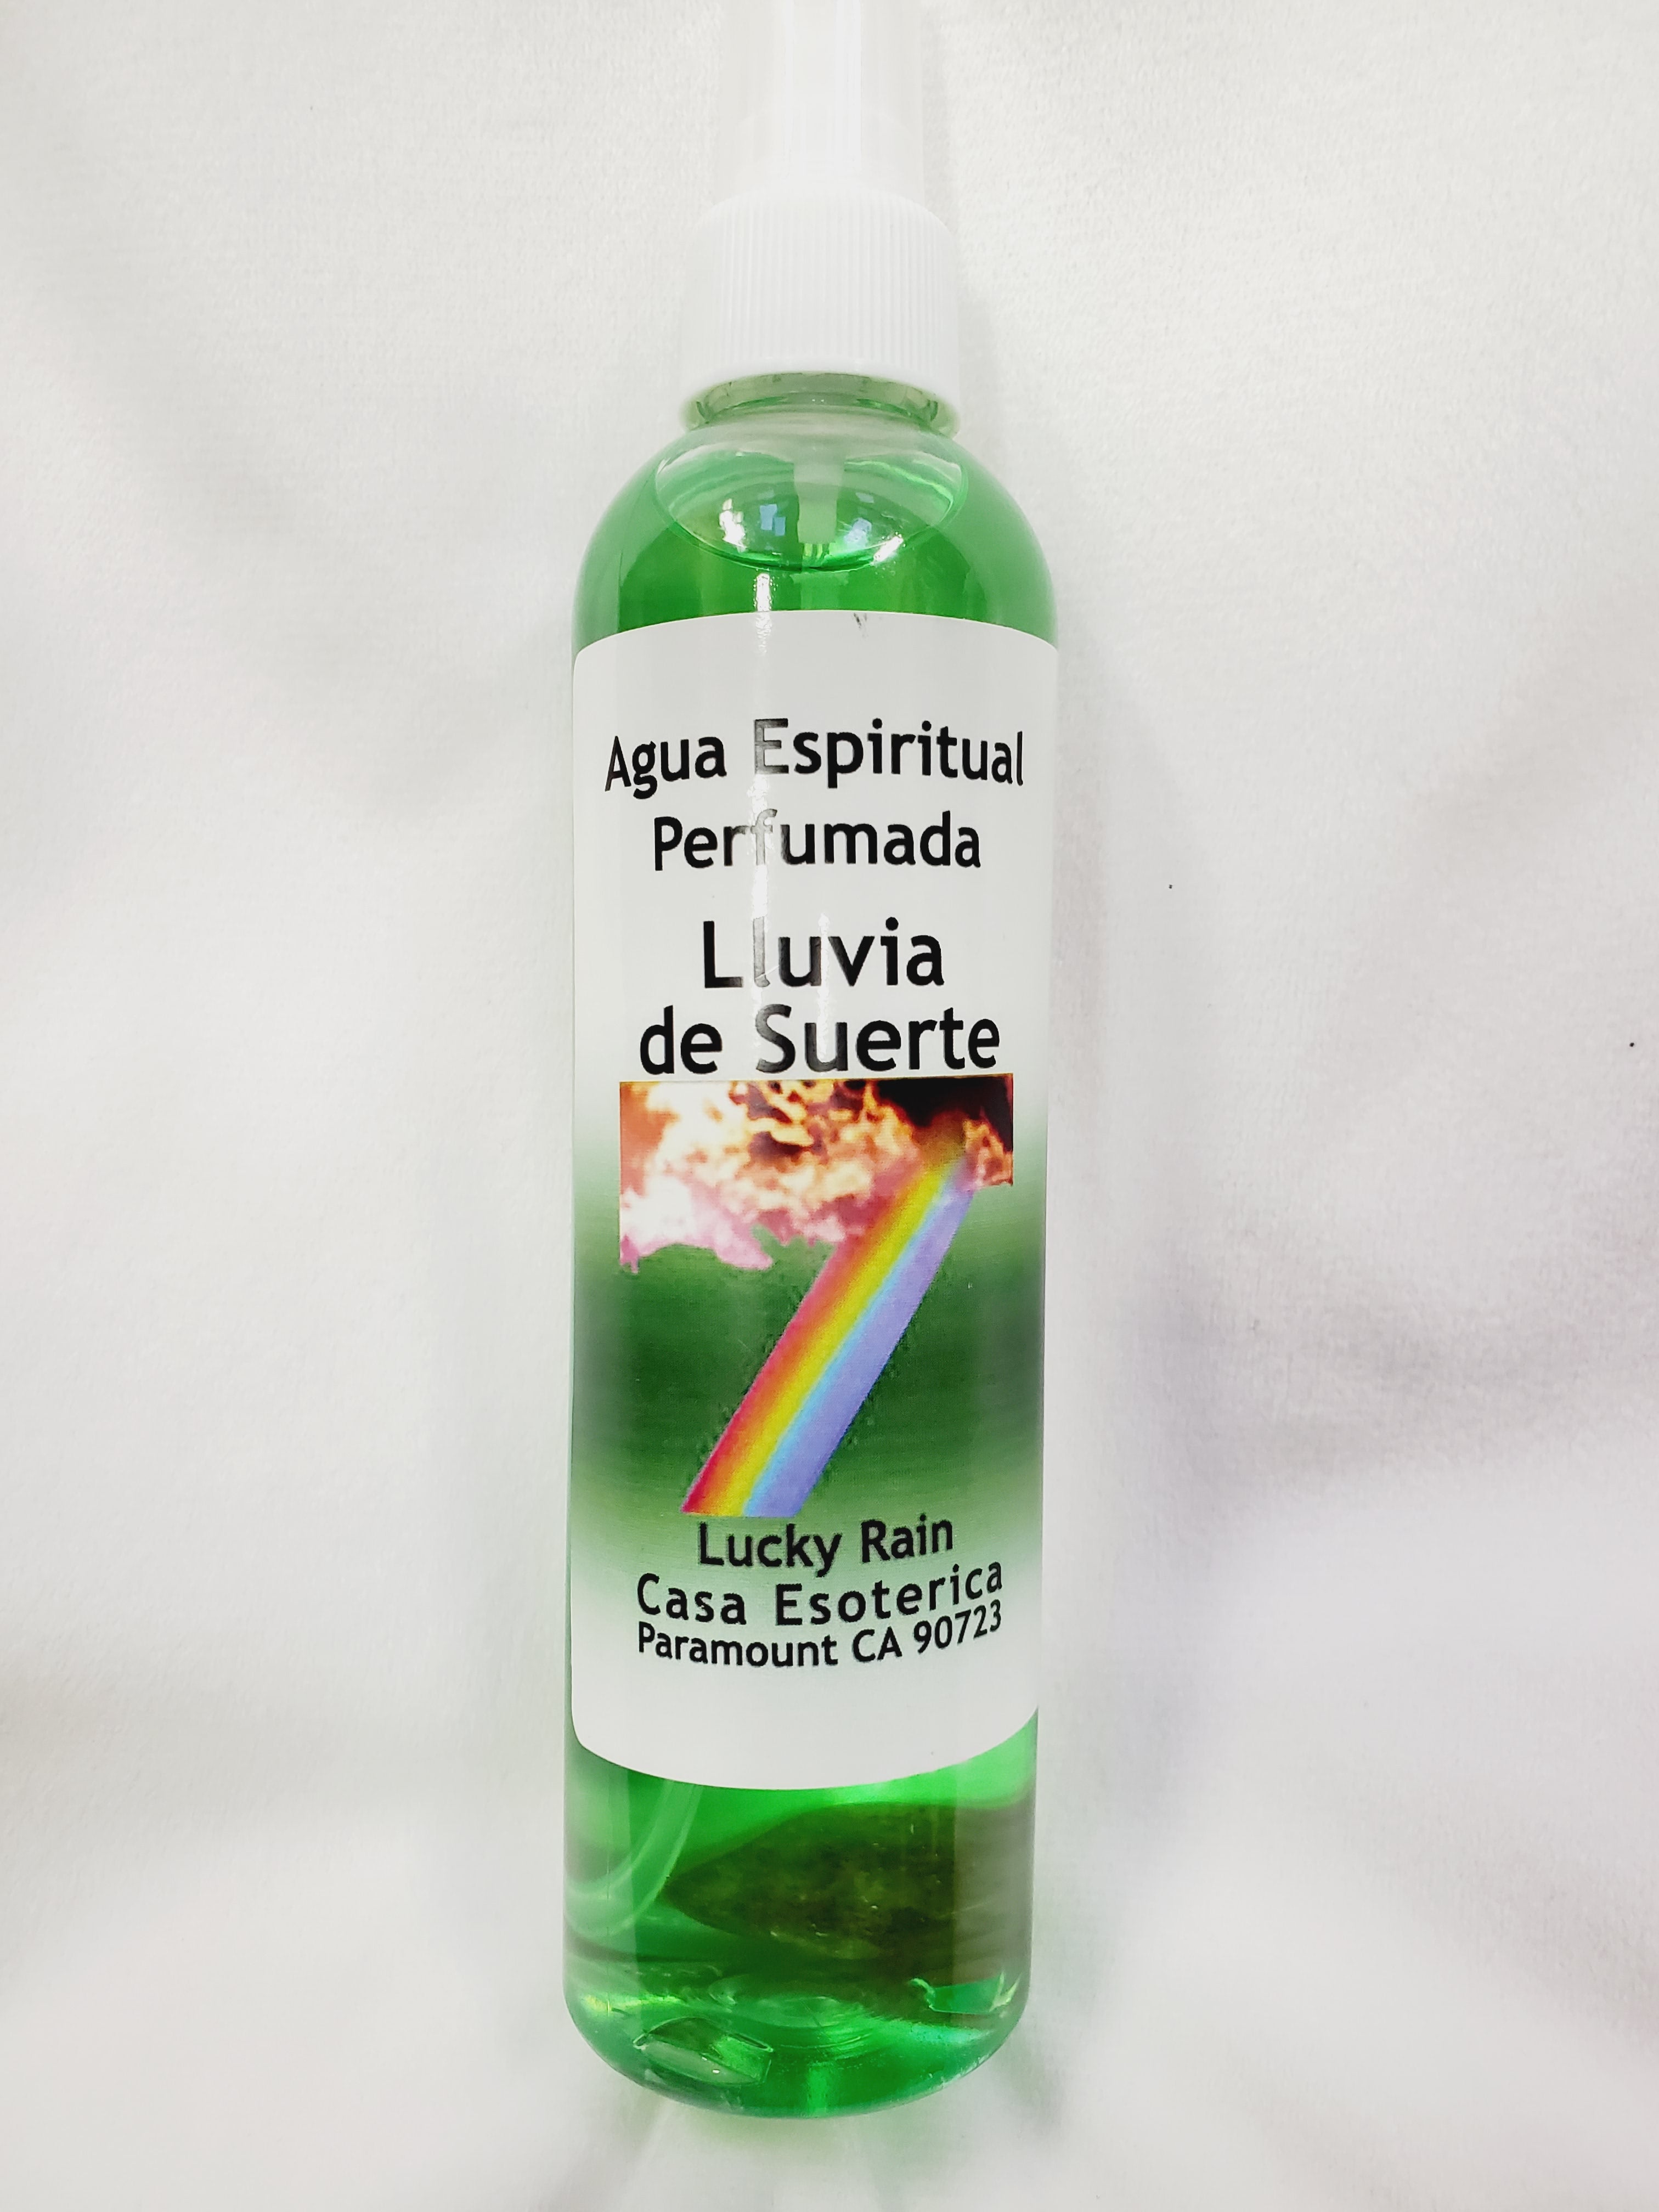 Agua Espiritual
Perfumada
Lluvia
de Suerte
7
Lucky Rain
Casa Esoterica
Paramount CA 90723